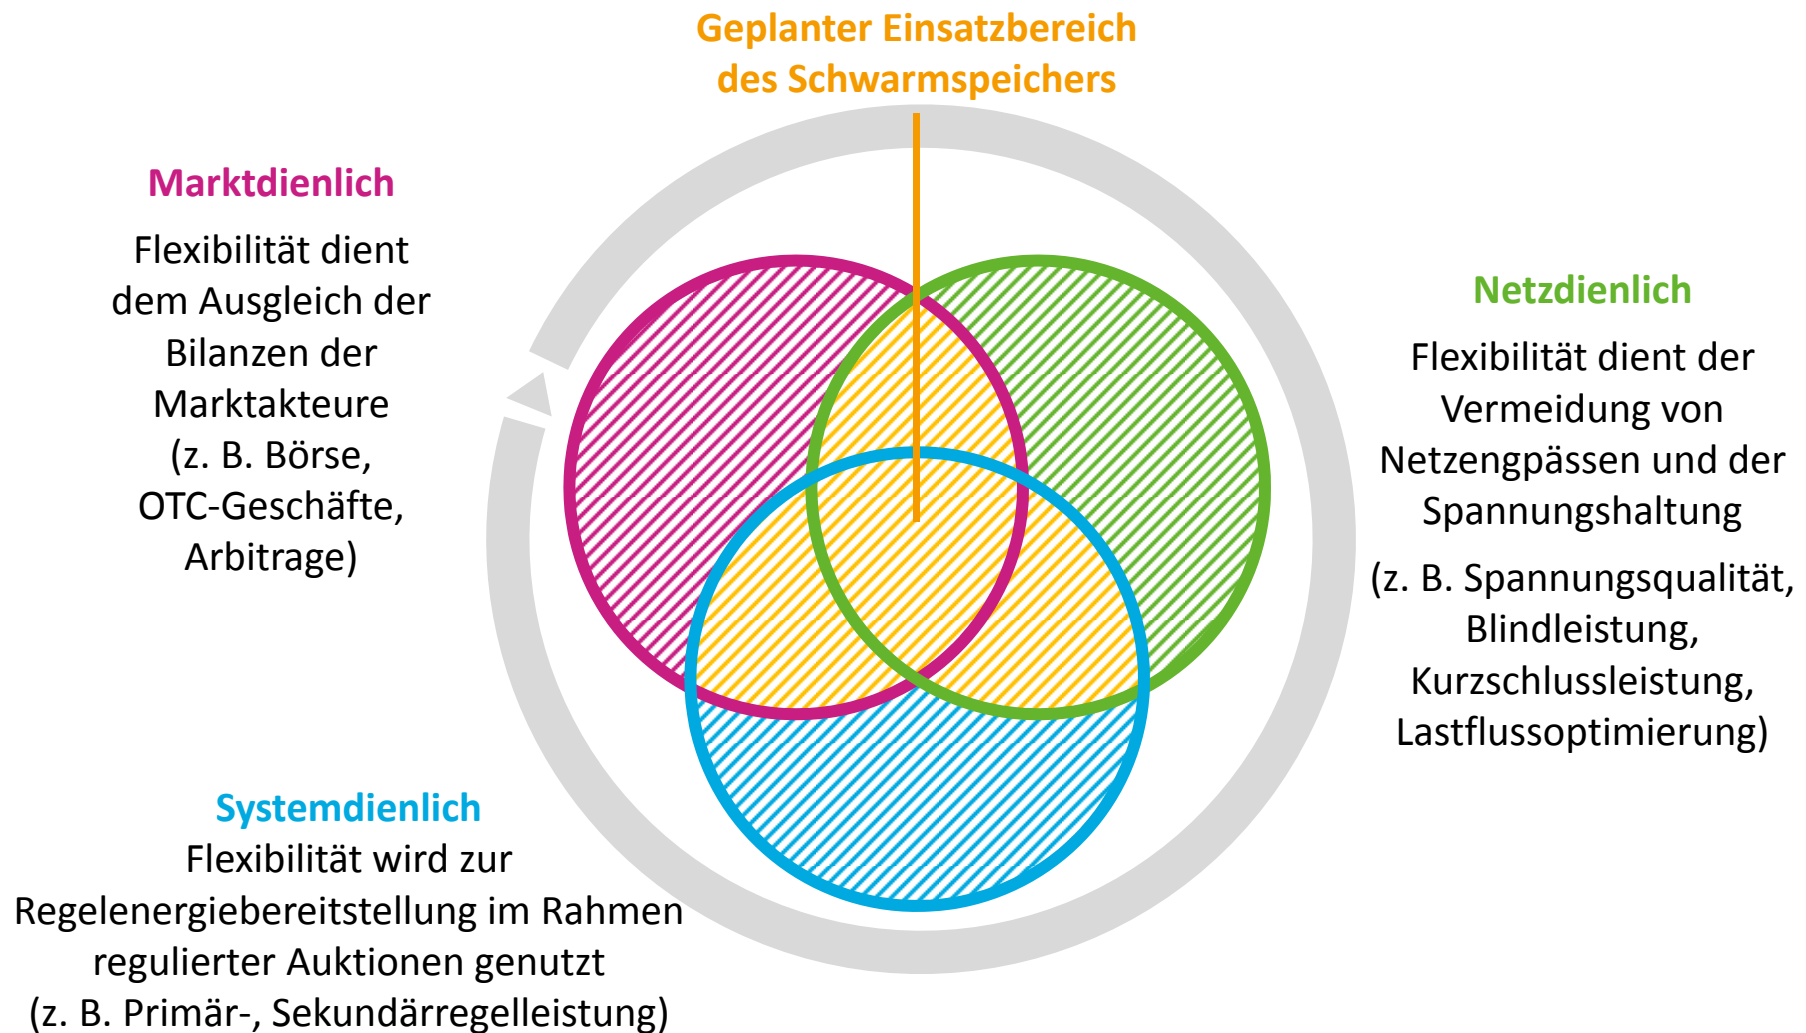 Geplanter Einsatzbereich
des Schwarmspeichers
Marktdienlich
Flexibilität dient
dem Ausgleich der
Bilanzen der
Marktakteure
(z. B. Börse,
OTC-Geschäfte,
Arbitrage)
Netzdienlich
Flexibilität dient der
Vermeidung von
Netzengpässen und der
Spannungshaltung
(z. B. Spannungsqualität,
Blindleistung,
Kurzschlussleistung,
Lastflussoptimierung)
Systemdienlich
Flexibilität wird zur
Regelenergiebereitstellung im Rahmen
regulierter Auktionen genutzt
(z. B. Primär-, Sekundärregelleistung)